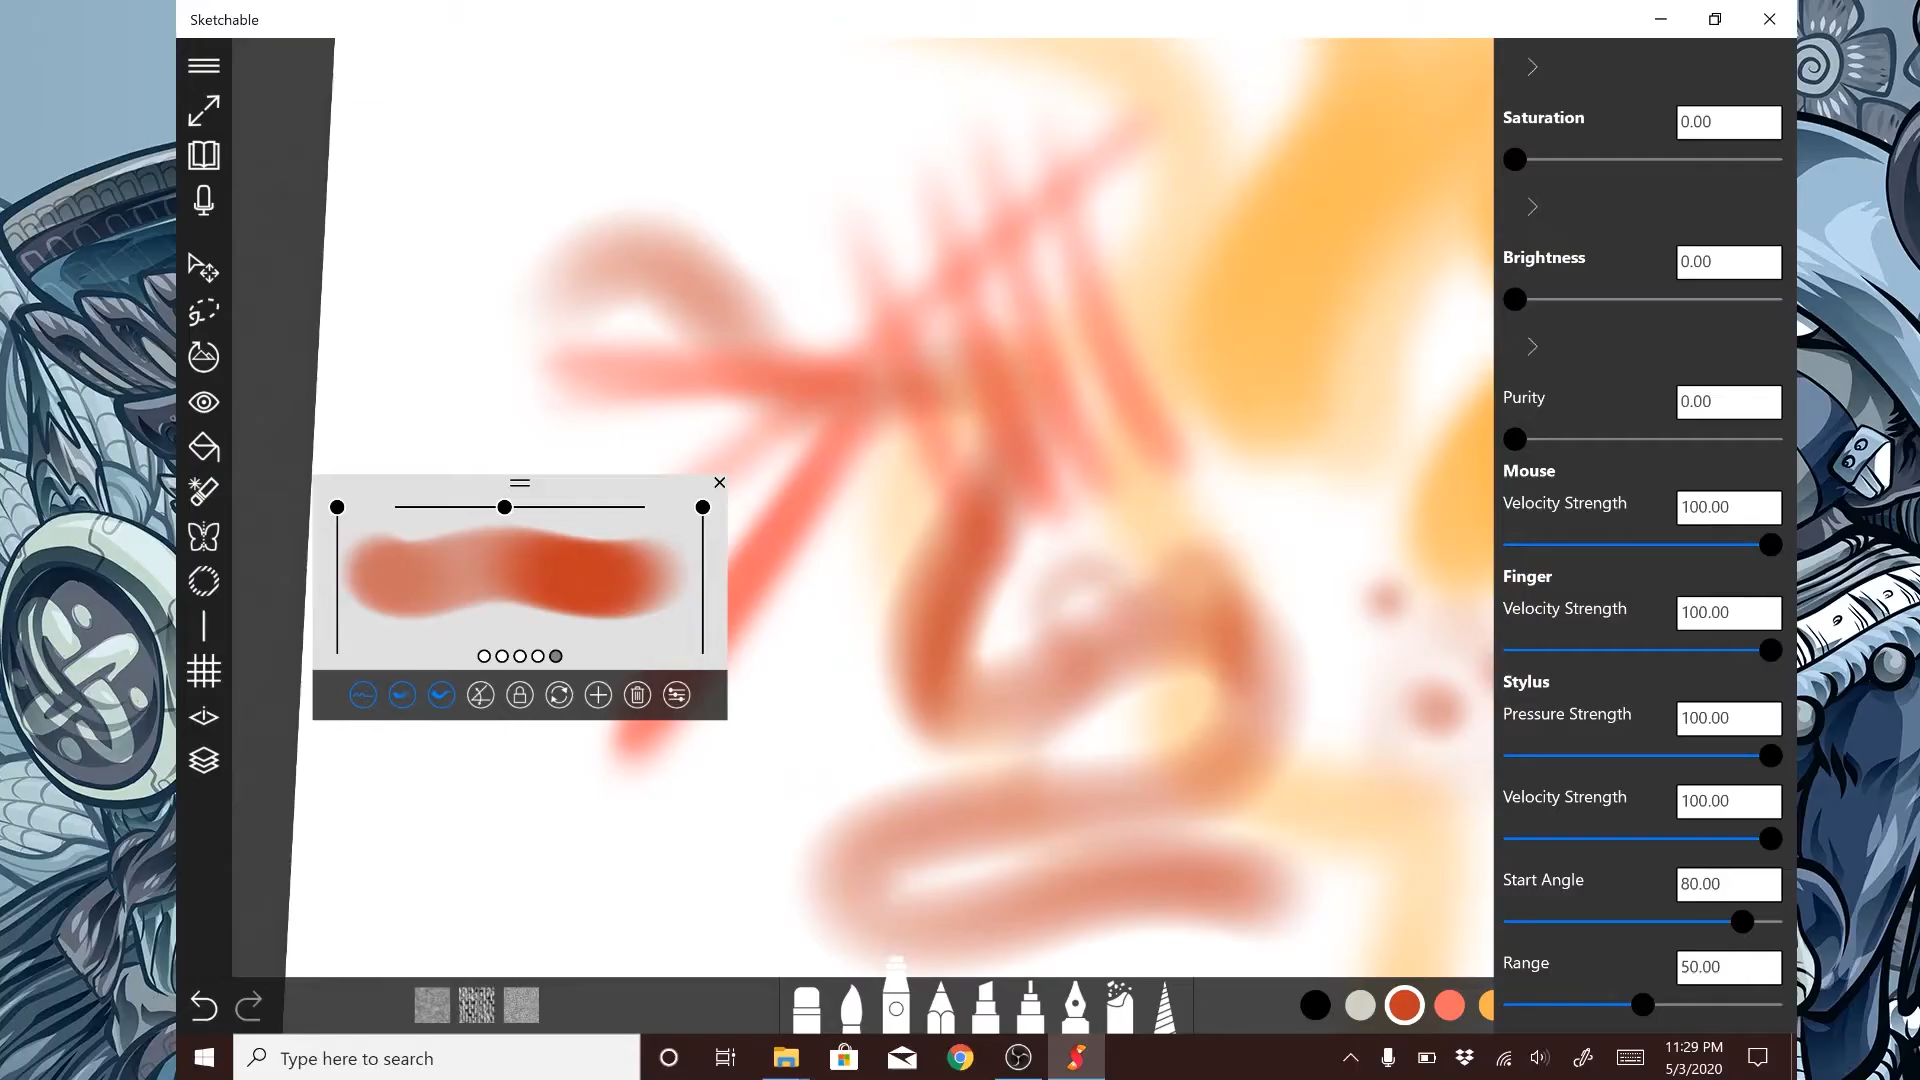 Sketchable
Saturation
0.00
Brightness
0.00
Purity
0.00
Mouse
Velocity Strength
100.00
Finger
Velocity Strength
100.00
Stylus
Pressure Strength
100.00
Velocity Strength
100.00
Start Angle
80.00
Range
50.00
Type here to search
11:29 PM
5/3/2020